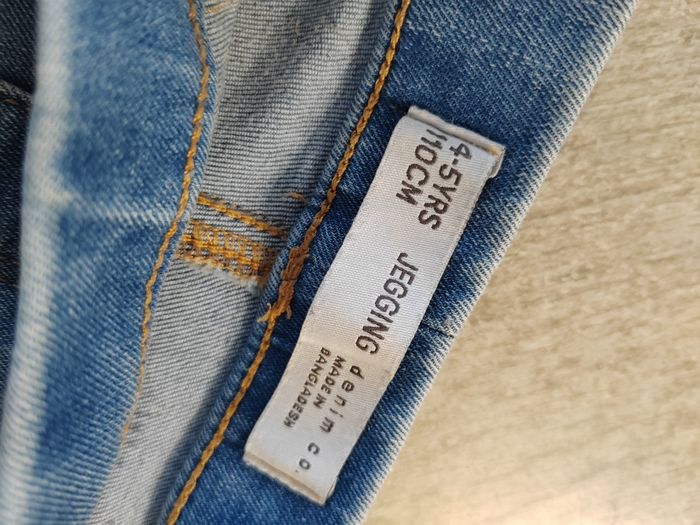 4-5YRS
110CM
JEGGING
denim co.
MADE IN
BANGLADESH